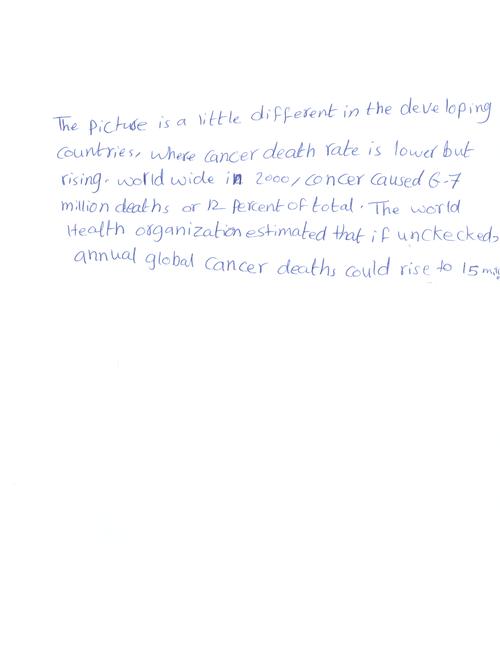 The picture is a little different in the developing
countries, where cancer death rate is lower but
rising. world wide in 2000, concer caused 6-7
million deaths or 12 percent of total. The world
Health organization estimated that if unckecked,
annual global cancer deaths could rise to 15